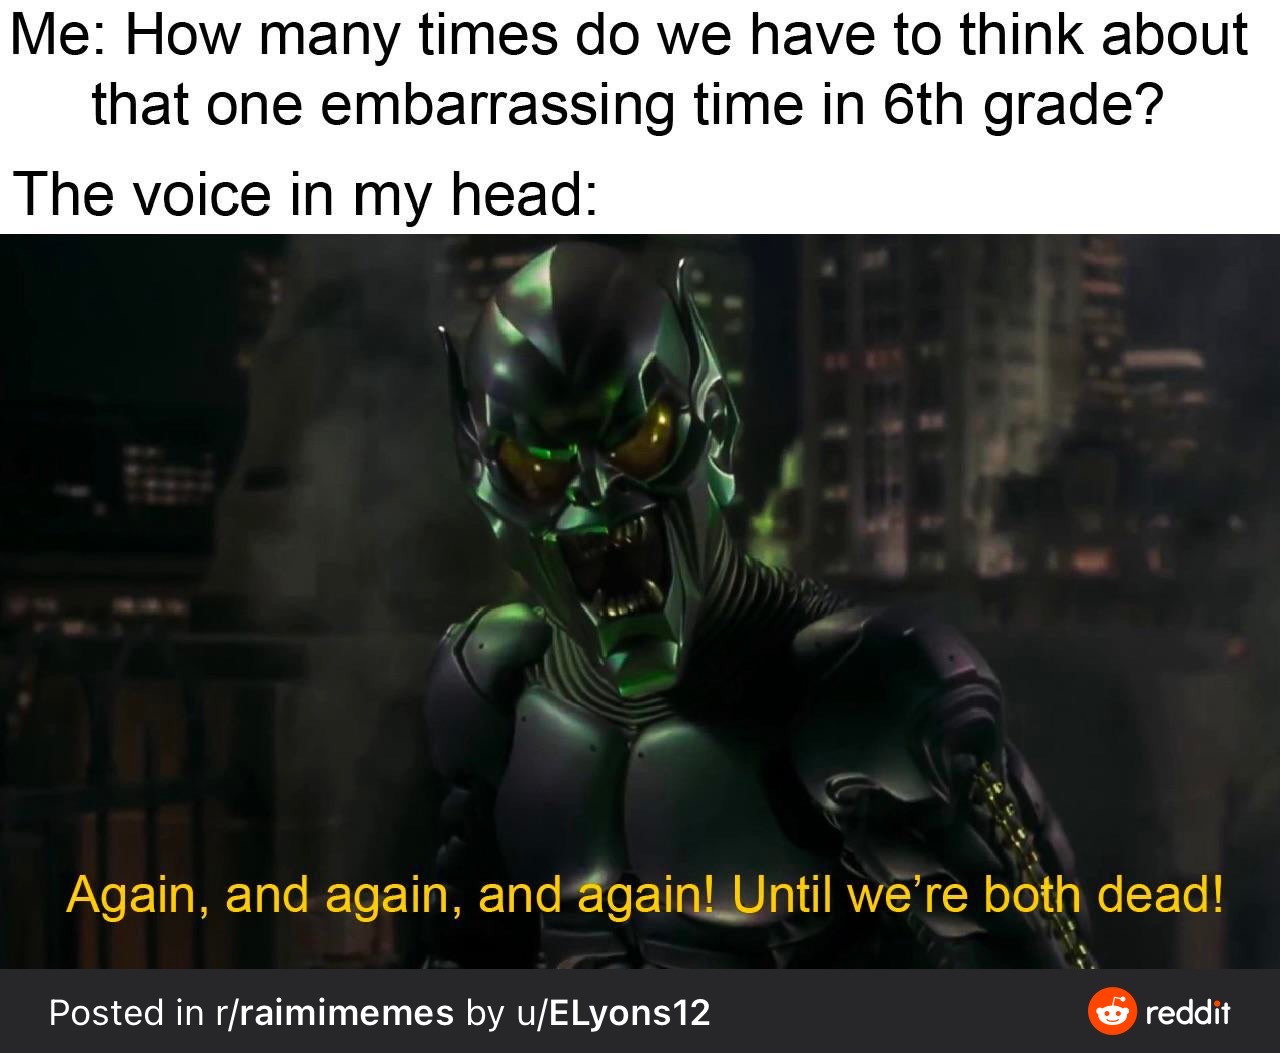 Me: How many times do we have to think about
that one embarrassing time in 6th grade?
The voice in my head:
Again, and again, and again! Until we're both dead!
Posted in r/raimimemes by u/ELyons12
reddit